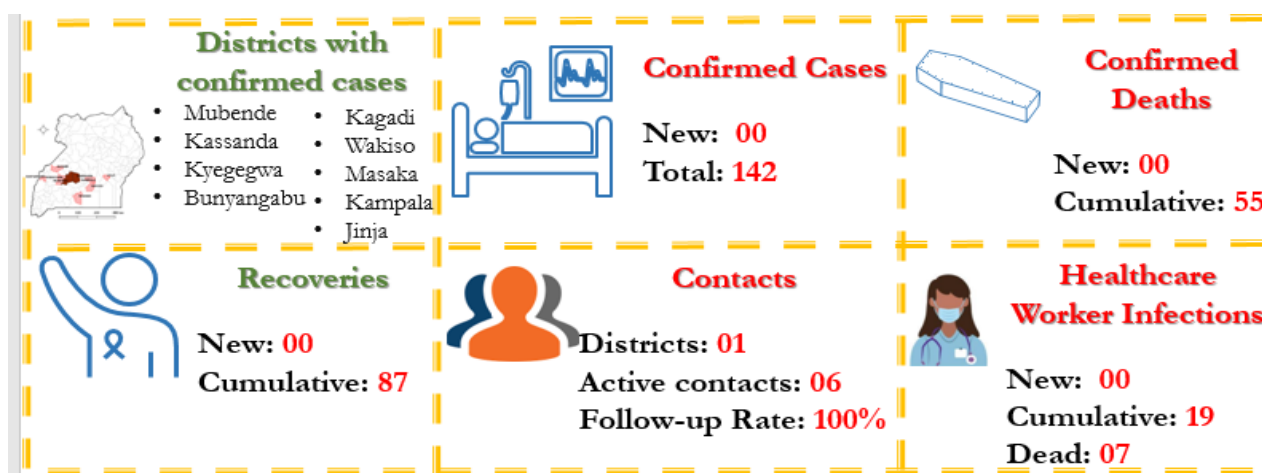 Districts with
confirmed cases
• Mubende
• Kassanda
• Kyegegwa
• Bunyangabu
• Kagadi
• Wakiso
• Masaka
• Kampala
• Jinja
Confirmed Cases
New: 00
Total: 142
Confirmed
Deaths
New: 00
Cumulative: 55
Recoveries
New: 00
Cumulative: 87
Contacts
Districts: 01
Active contacts: 06
Follow-up Rate: 100%
Healthcare
Worker Infections
New: 00
Cumulative: 19
Dead: 07